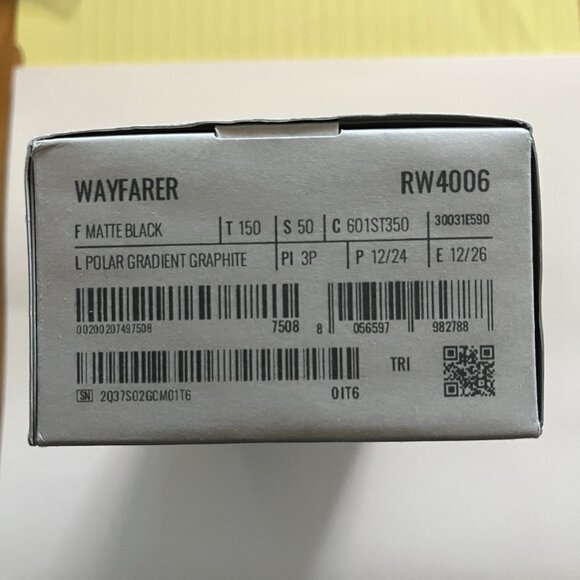 WAYFARER RW4006
F MATTE BLACK T 150 S 50 C 601ST350 30031E590
L POLAR GRADIENT GRAPHITE PI 3P P 12/24 E 12/26
00200207497508 7508 8 056597 982788
TRI
SN 2Q37S02GCM01T6 01T6